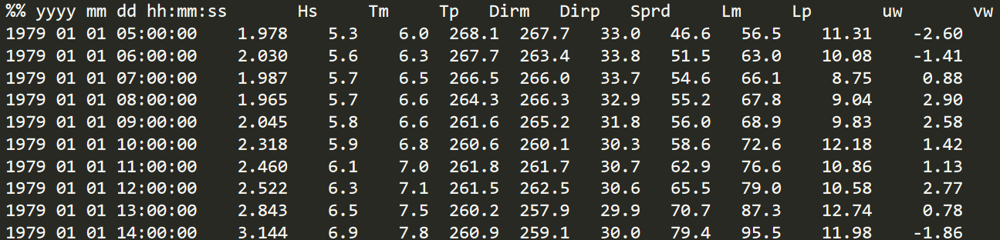 %% yyyy mm dd hh:mm:ss Hs Tm Tp Dirm Dirp Sprd Lm Lp uw vw
1979 01 01 05:00:00 1.978 5.3 6.0 268.1 267.7 33.0 46.6 56.5 11.31 -2.60
1979 01 01 06:00:00 2.030 5.6 6.3 267.7 263.4 33.8 51.5 63.0 10.08 -1.41
1979 01 01 07:00:00 1.987 5.7 6.5 266.5 266.0 33.7 54.6 66.1 8.75 0.88
1979 01 01 08:00:00 1.965 5.7 6.6 264.3 266.3 32.9 55.2 67.8 9.04 2.90
1979 01 01 09:00:00 2.045 5.8 6.6 261.6 265.2 31.8 56.0 68.9 9.83 2.58
1979 01 01 10:00:00 2.318 5.9 6.8 260.6 260.1 30.3 58.6 72.6 12.18 1.42
1979 01 01 11:00:00 2.460 6.1 7.0 261.8 261.7 30.7 62.9 76.6 10.86 1.13
1979 01 01 12:00:00 2.522 6.3 7.1 261.5 262.5 30.6 65.5 79.0 10.58 2.77
1979 01 01 13:00:00 2.843 6.5 7.5 260.2 257.9 29.9 70.7 87.3 12.74 0.78
1979 01 01 14:00:00 3.144 6.9 7.8 260.9 259.1 30.0 79.4 95.5 11.98 -1.86